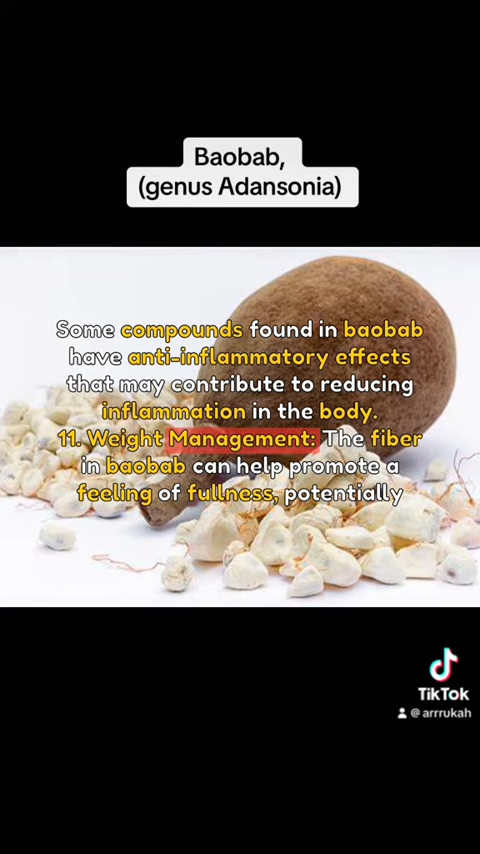 Baobab,
(genus Adansonia)
Some compounds found in baobab
have anti-inflammatory effects
that may contribute to reducing
inflammation in the body.
11. Weight Management: The fiber
in baobab can help promote a
feeling of fullness, potentially
TikTok
@ arrrukah